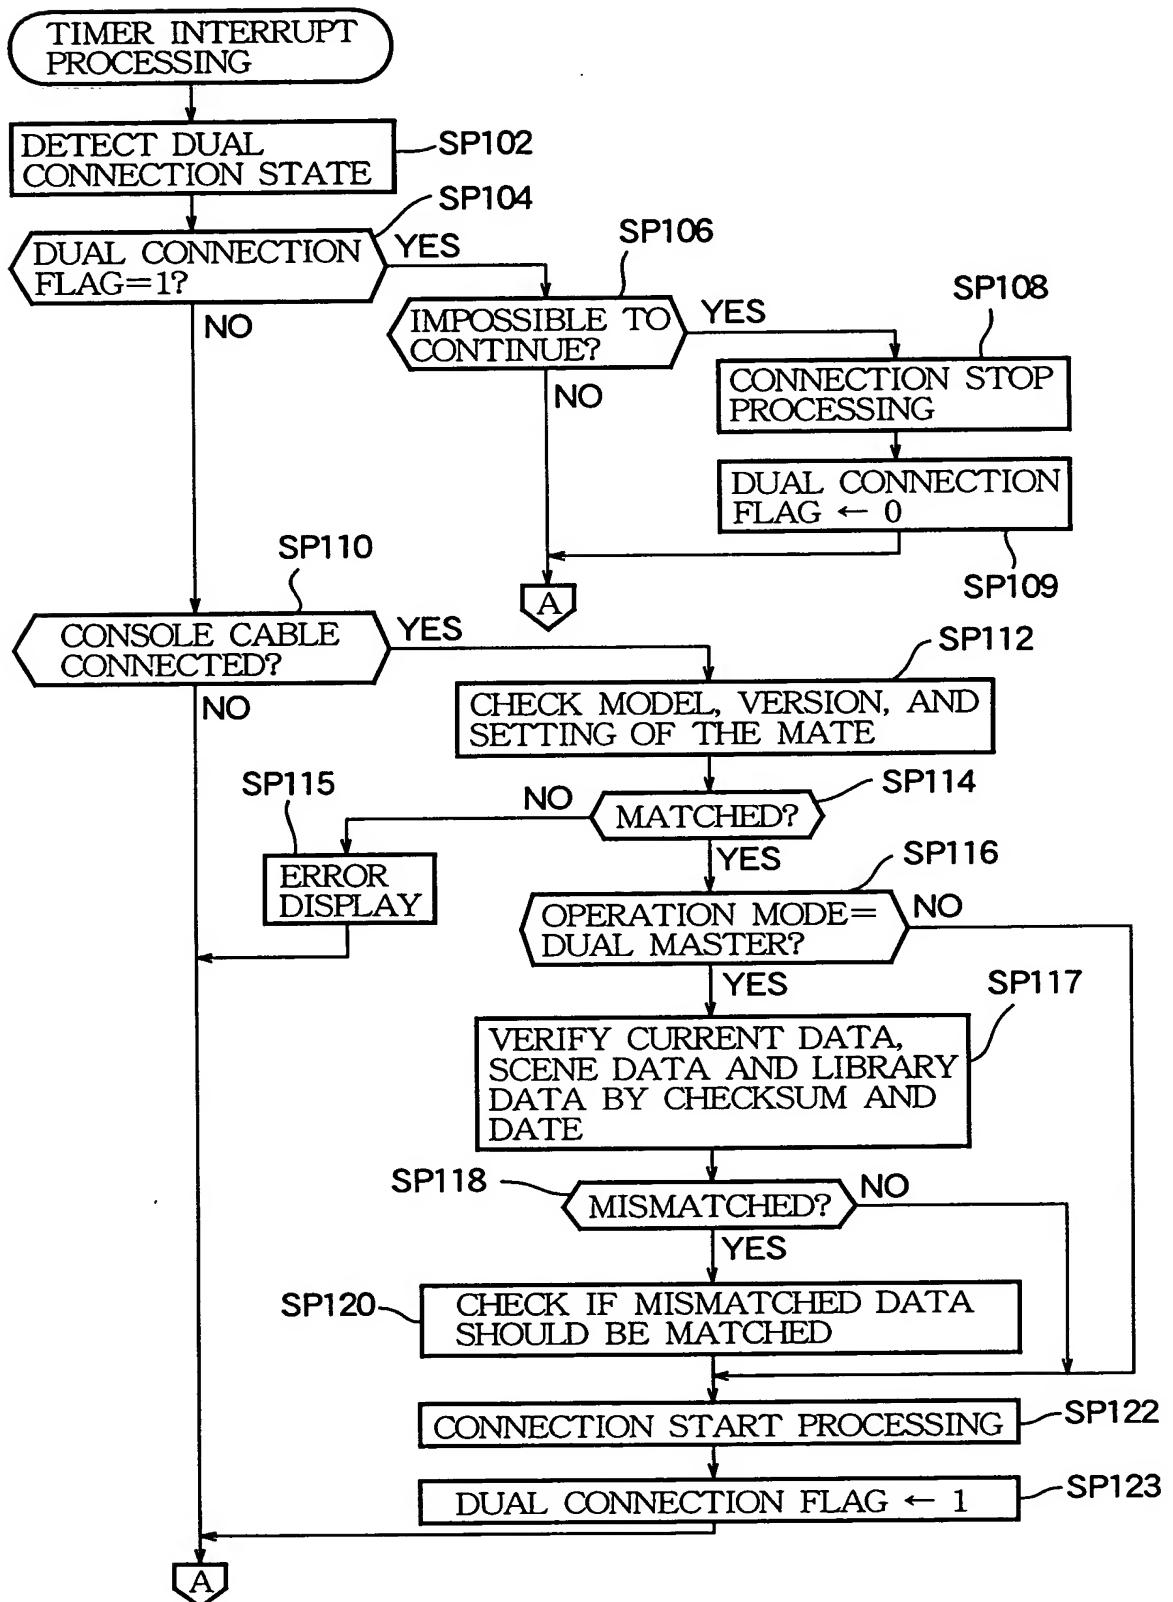 TIMER INTERRUPT
PROCESSING
DETECT DUAL
CONNECTION STATE
SP102
SP104
DUAL CONNECTION
FLAG=1?
YES
NO
SP106
IMPOSSIBLE TO
CONTINUE?
YES
NO
SP108
CONNECTION STOP
PROCESSING
DUAL CONNECTION
FLAG ← 0
SP109
A
SP110
CONSOLE CABLE
CONNECTED?
YES
NO
SP112
CHECK MODEL, VERSION, AND
SETTING OF THE MATE
SP114
MATCHED?
NO
YES
SP115
ERROR
DISPLAY
SP116
OPERATION MODE=
DUAL MASTER?
NO
YES
SP117
VERIFY CURRENT DATA,
SCENE DATA AND LIBRARY
DATA BY CHECKSUM AND
DATE
SP118
MISMATCHED?
NO
YES
SP120
CHECK IF MISMATCHED DATA
SHOULD BE MATCHED
CONNECTION START PROCESSING
SP122
DUAL CONNECTION FLAG ← 1
SP123
A